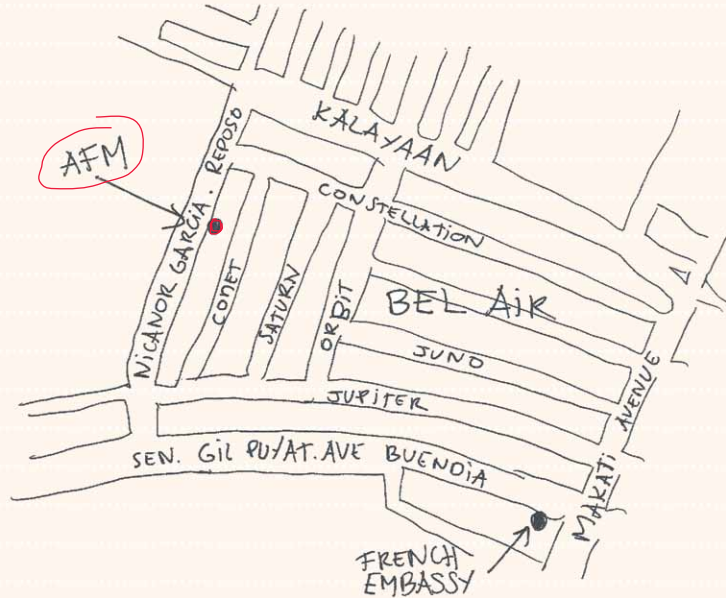 KALAYAAN
AFM
NICANOR GARCIA. REPOSO
CONSTELLATION
COMET
SATURN
ORBIT
BEL AIR
JUNO
JUPITER
MAKATI AVENUE
SEN. GIL PUYAT. AVE BUENDIA
FRENCH
EMBASSY